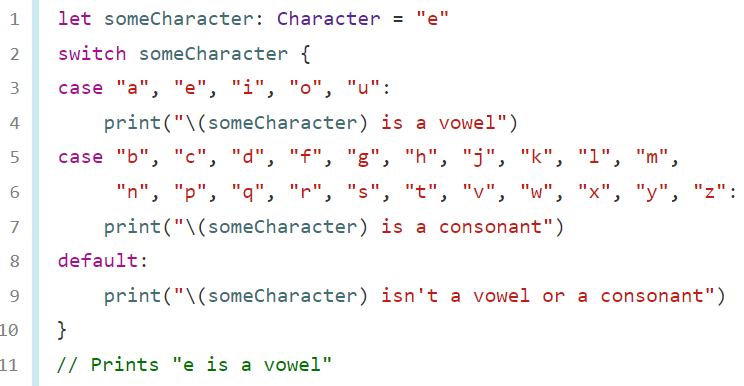 1 let someCharacter: Character = "e"
2 switch someCharacter {
3 case "a", "e", "i", "o", "u":
4     print("\(someCharacter) is a vowel")
5 case "b", "c", "d", "f", "g", "h", "j", "k", "l", "m",
6      "n", "p", "q", "r", "s", "t", "v", "w", "x", "y", "z":
7     print("\(someCharacter) is a consonant")
8 default:
9     print("\(someCharacter) isn't a vowel or a consonant")
10 }
11 // Prints "e is a vowel"